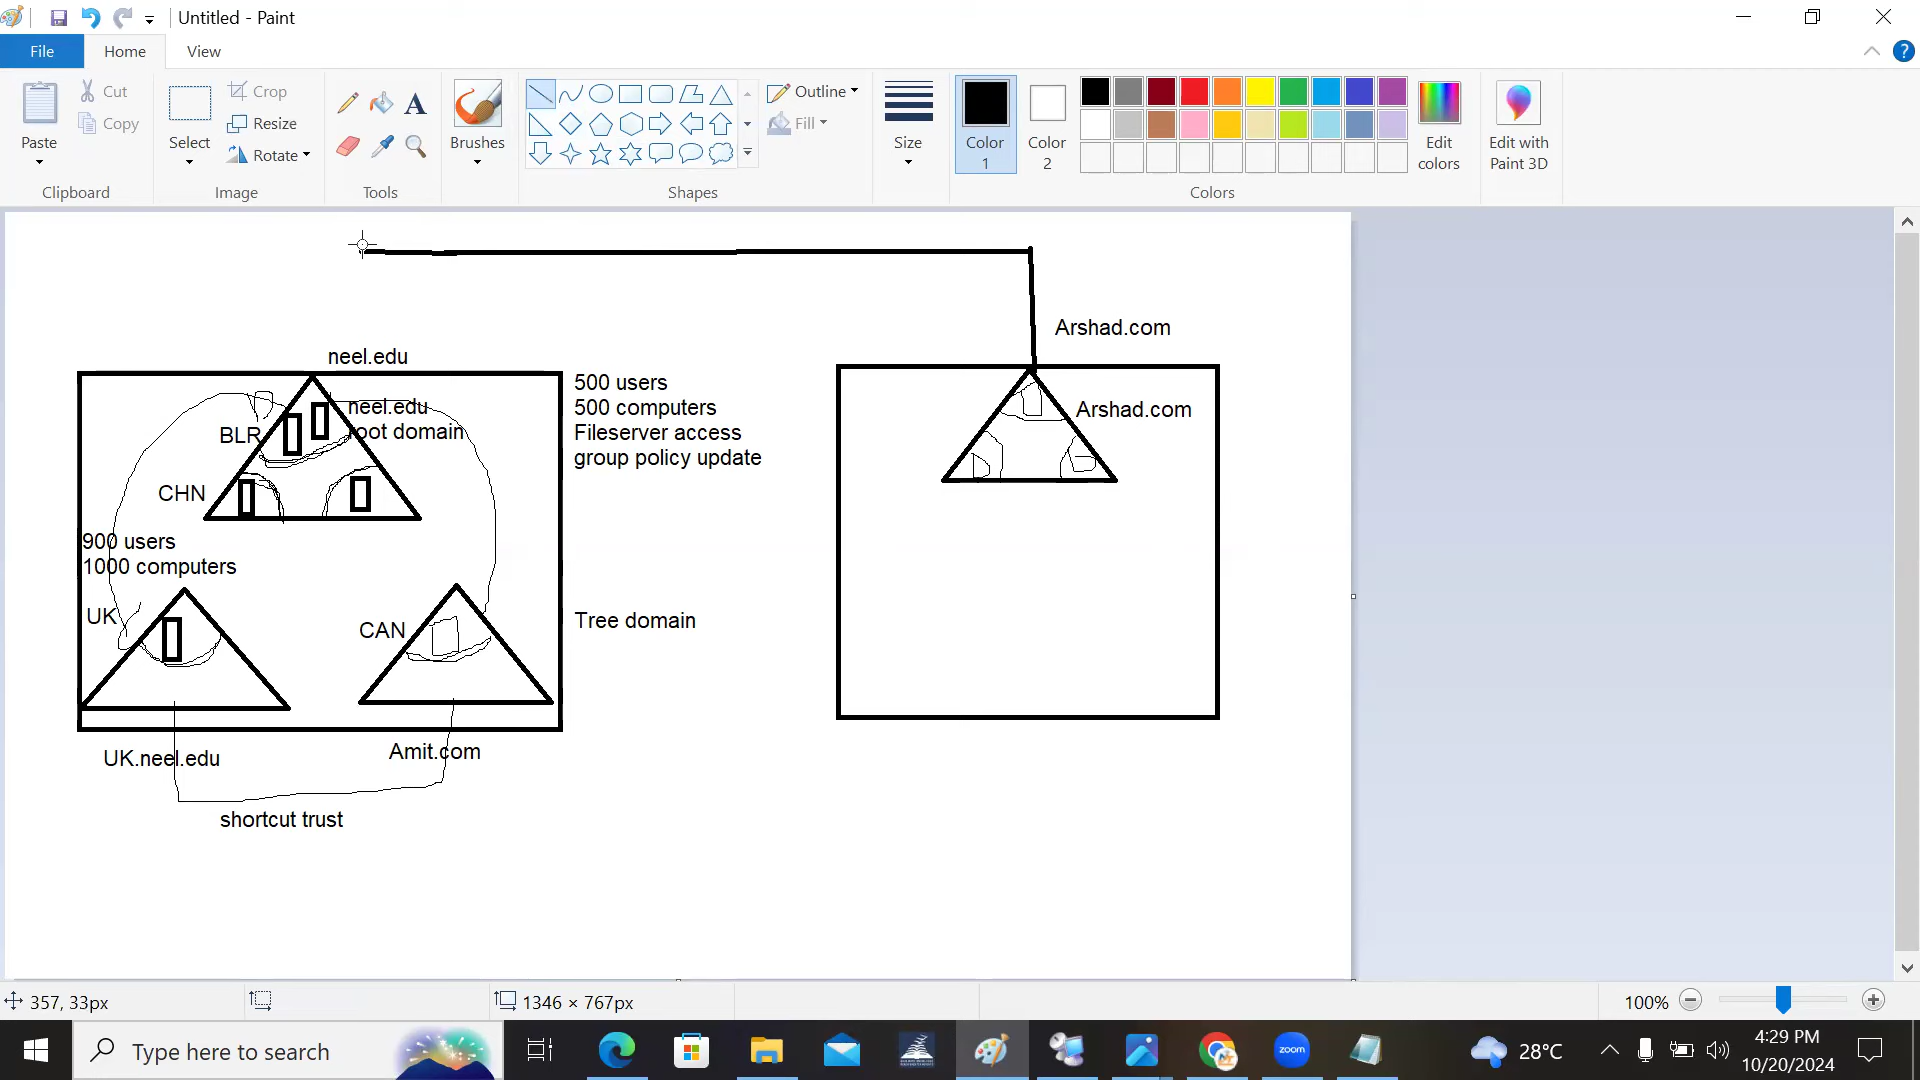 Untitled - Paint
File
Home
View
Paste
Cut
Copy
Clipboard
Select
Crop
Resize
Rotate
Image
A
Tools
Brushes
Shapes
Outline
Fill
Size
Color
1
Color
2
Edit
colors
Colors
Edit with
Paint 3D
?
Arshad.com
neel.edu
500 users
500 computers
Fileserver access
group policy update
neel.edu
root domain
BLR
CHN
Arshad.com
900 users
1000 computers
UK
CAN
Tree domain
UK.neel.edu
Amit.com
shortcut trust
357, 33px
1346 × 767px
100%
Type here to search
zoom
28°C
4:29 PM
10/20/2024